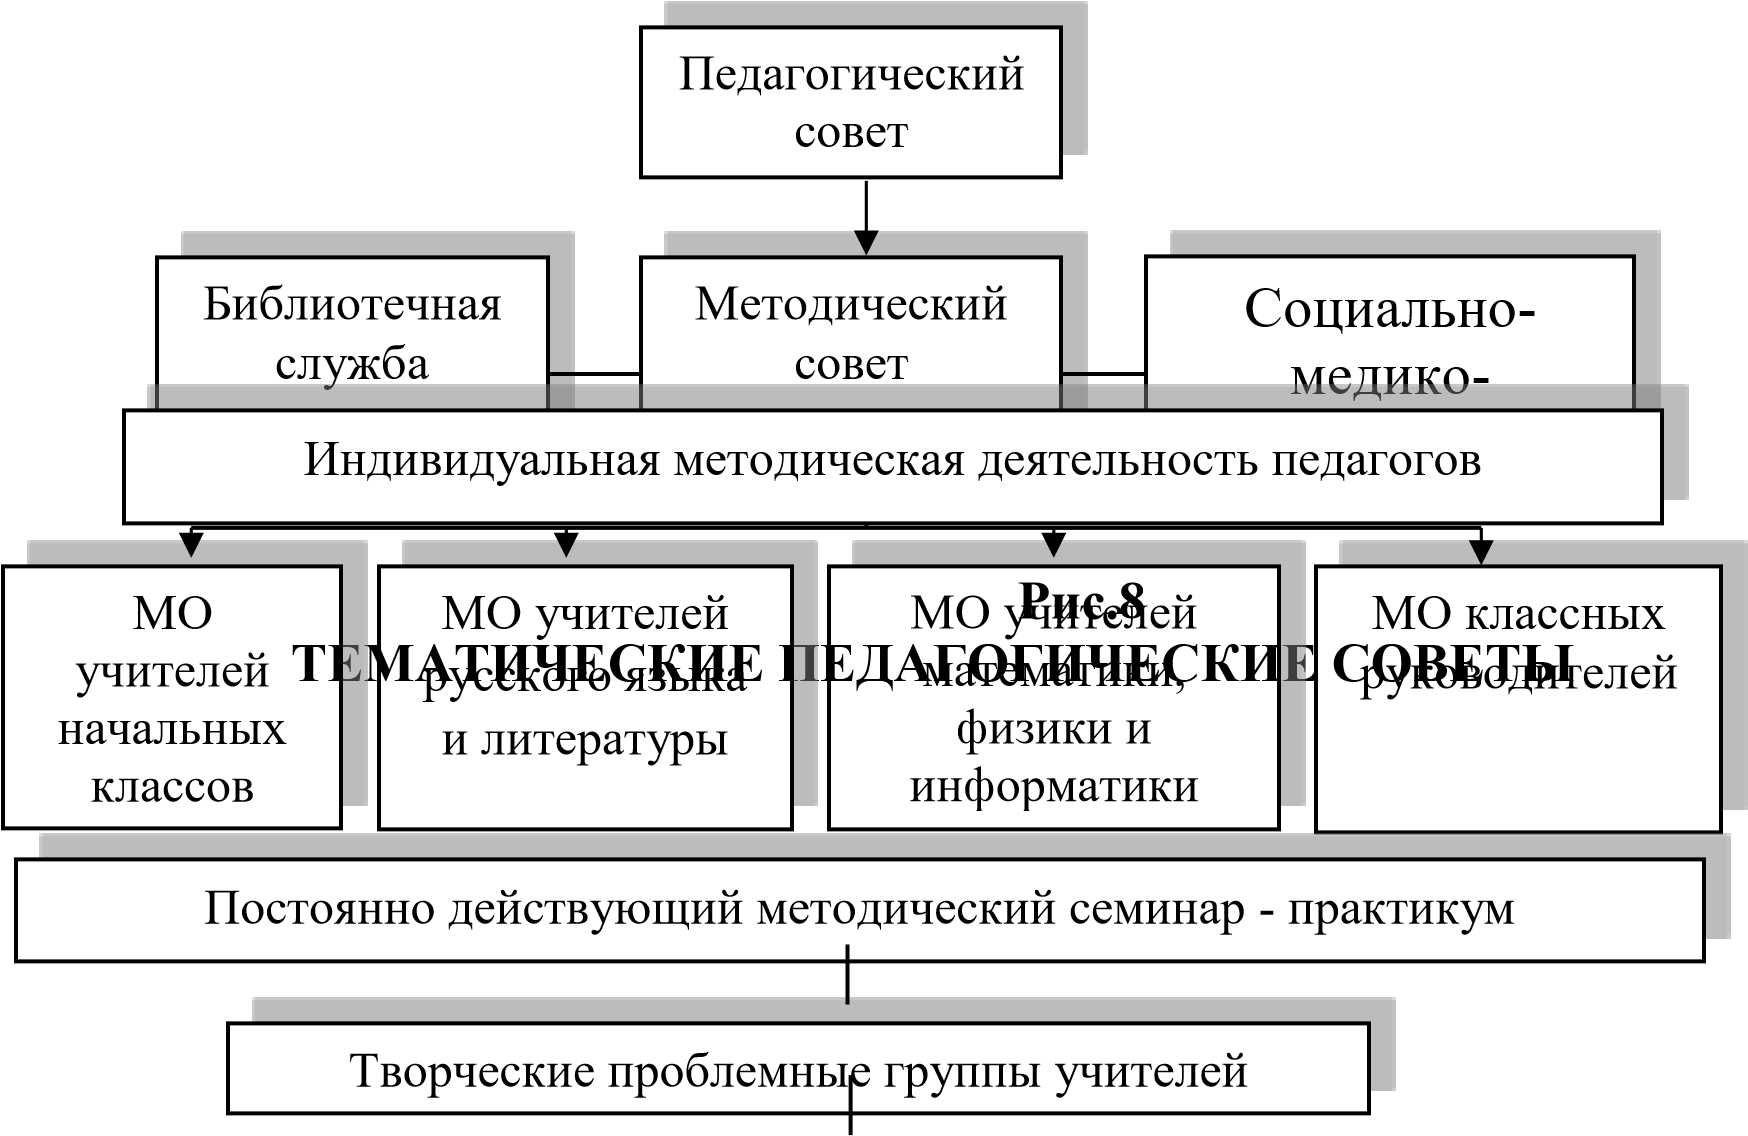 Педагогический
совет
Библиотечная
служба
Методический
совет
Социально-
медико-
Индивидуальная методическая деятельность педагогов
МО
учителей
начальных
классов
МО учителей
русского языка
и литературы
МО учителей
математики,
физики и
информатики
МО классных
руководителей
Рис.8
ТЕМАТИЧЕСКИЕ ПЕДАГОГИЧЕСКИЕ СОВЕТЫ
Постоянно действующий методический семинар - практикум
Творческие проблемные группы учителей